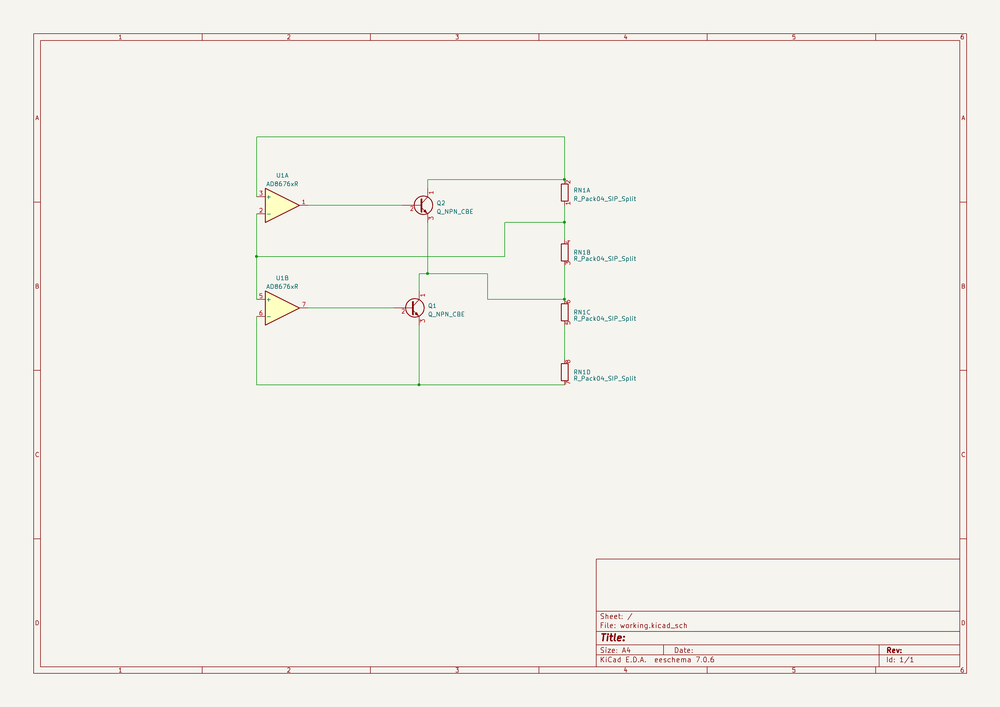 1 2 3 4 5 6
A A
U1A
AD8676xR
3
+
2
−
1
2
1
3
Q2
Q_NPN_CBE
2
1
RN1A
R_Pack04_SIP_Split
4
3
RN1B
R_Pack04_SIP_Split
B B
U1B
AD8676xR
5
+
6
−
7
2
1
3
Q1
Q_NPN_CBE
6
5
RN1C
R_Pack04_SIP_Split
8
7
RN1D
R_Pack04_SIP_Split
C C
Sheet: /
File: working.kicad_sch
Title:
Size: A4 Date: Rev:
KiCad E.D.A. eeschema 7.0.6 Id: 1/1
D D
1 2 3 4 5 6